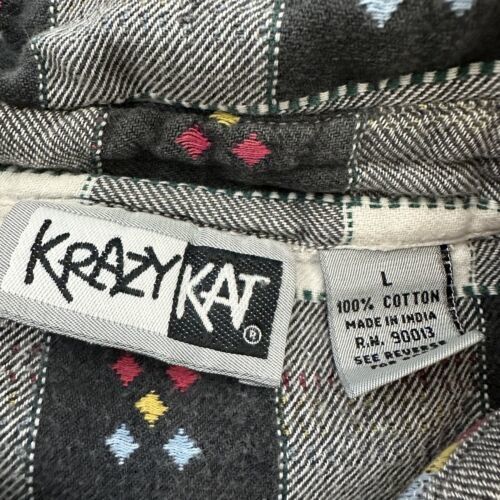 KRAZY KAT ®
L
100% COTTON
MADE IN INDIA
R.N. 90013
SEE REVERSE